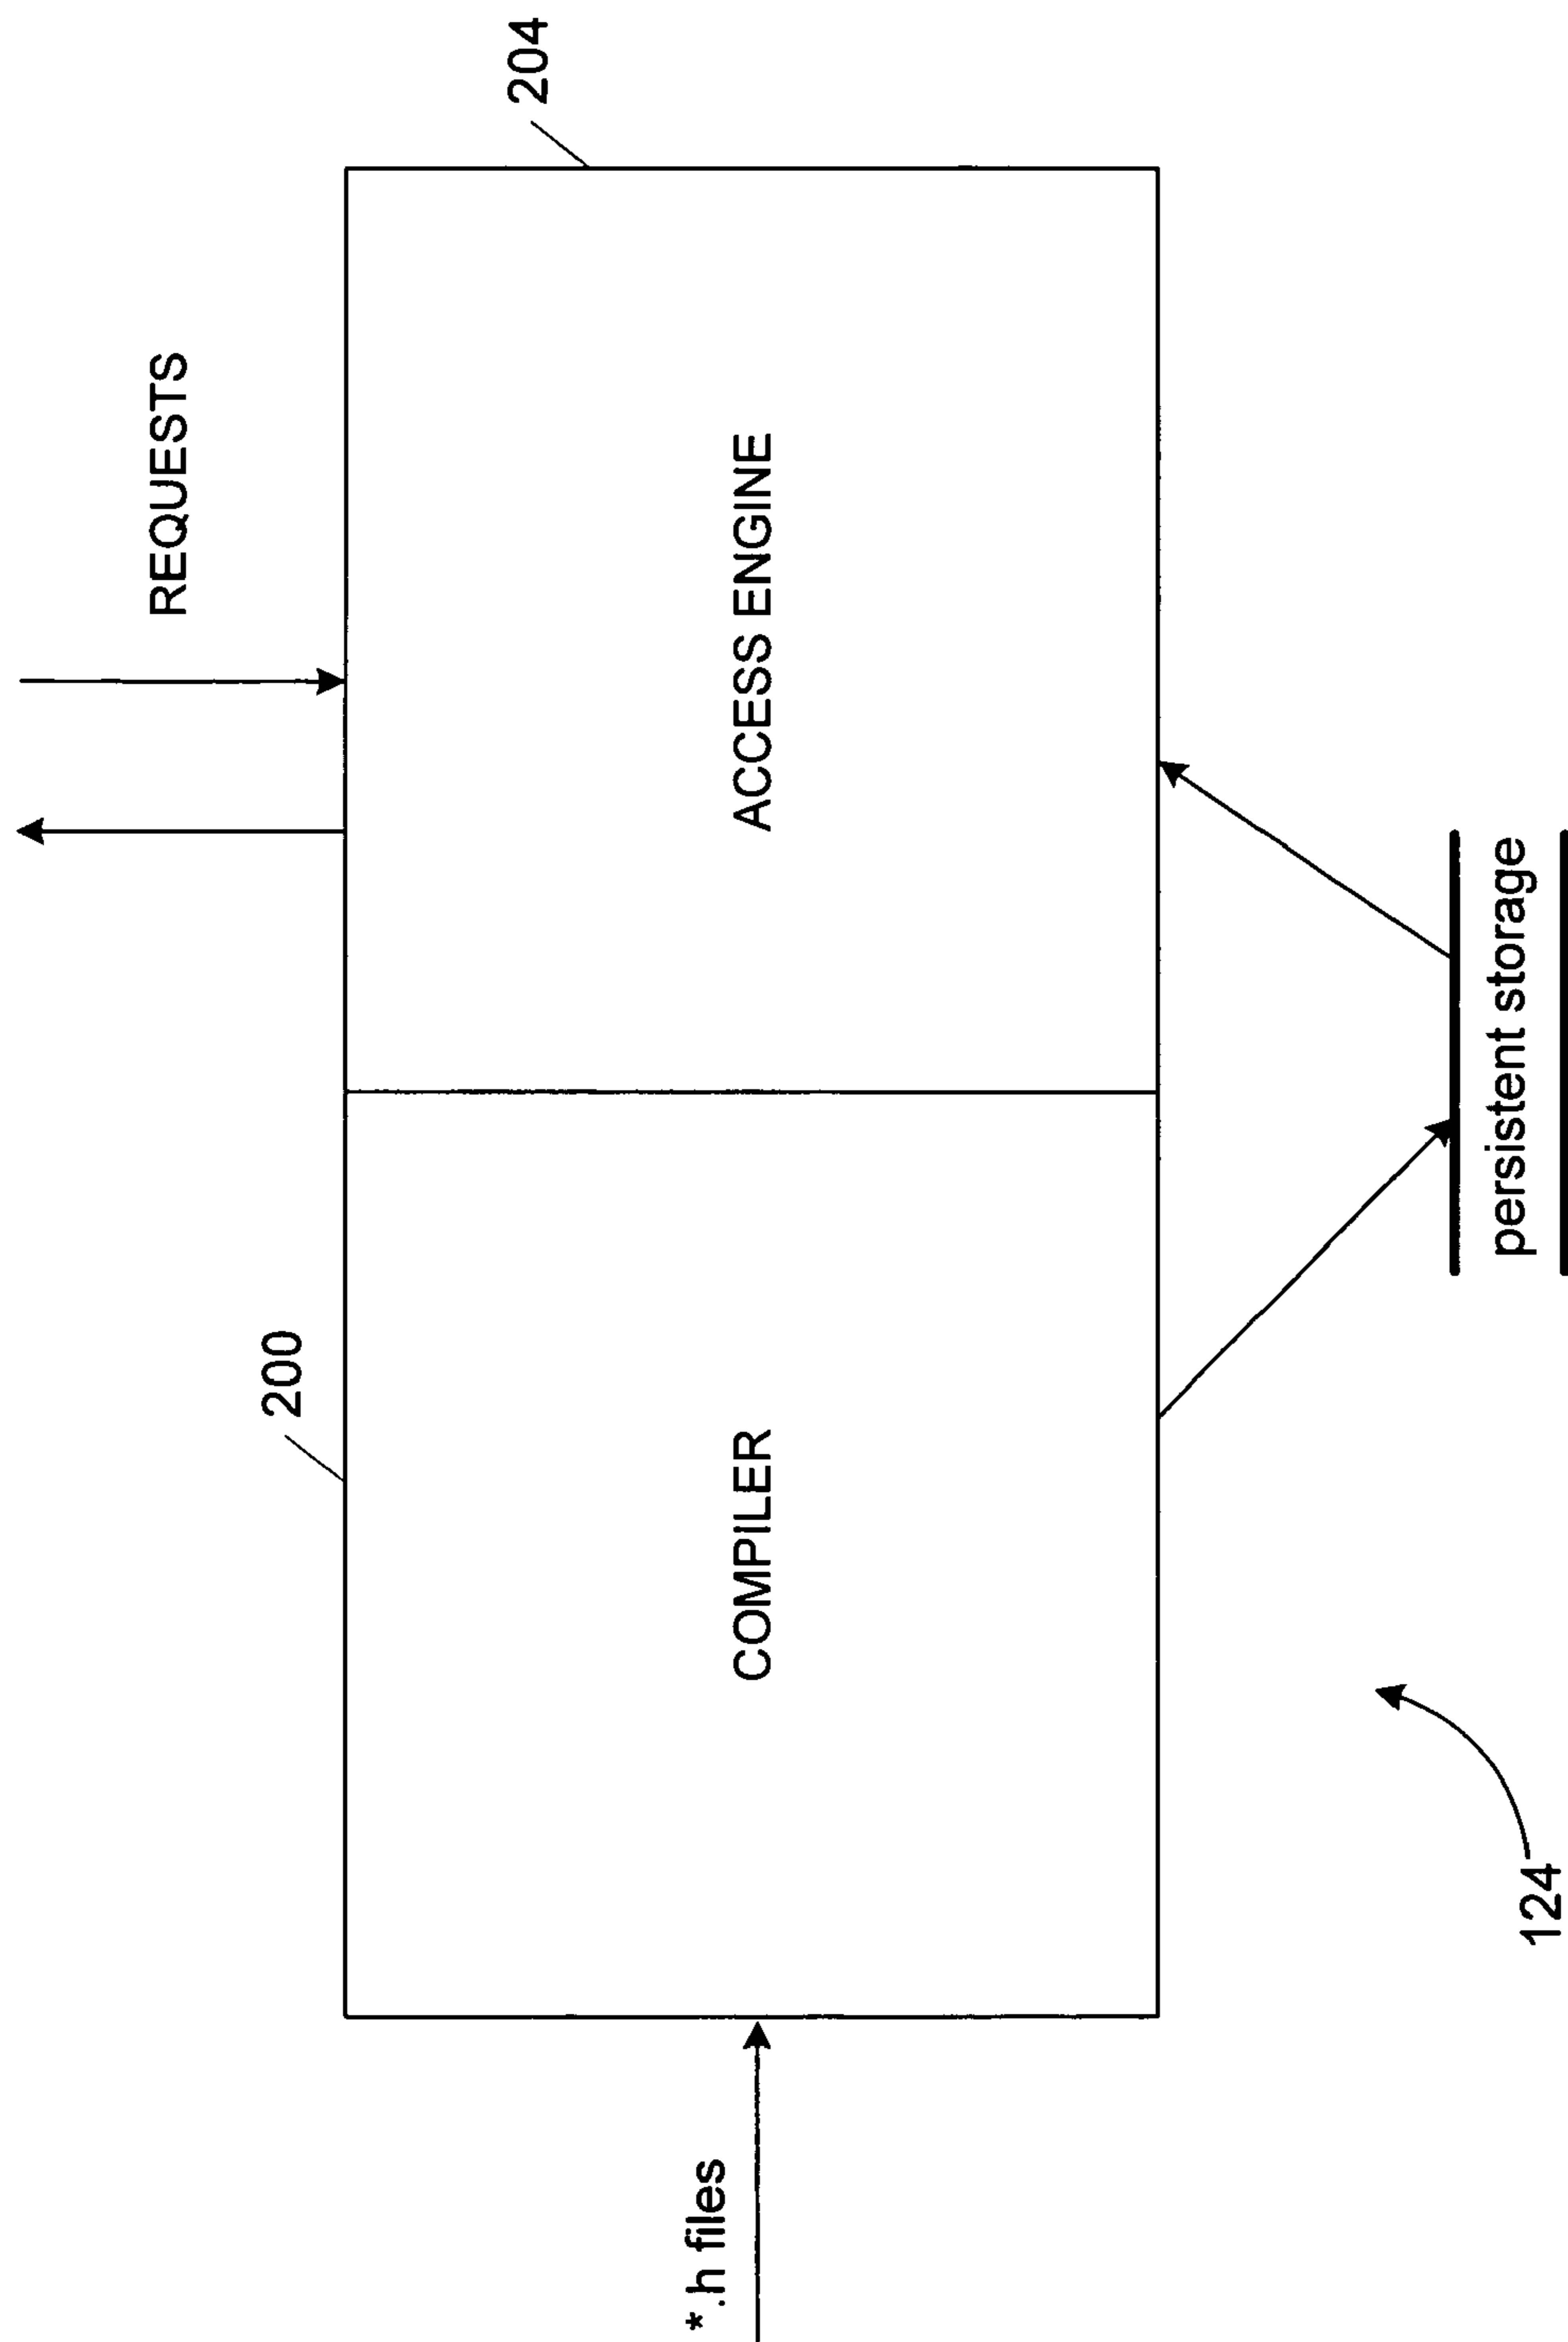 REQUESTS
204
200
*.h files
COMPILER
ACCESS ENGINE
persistent storage
124